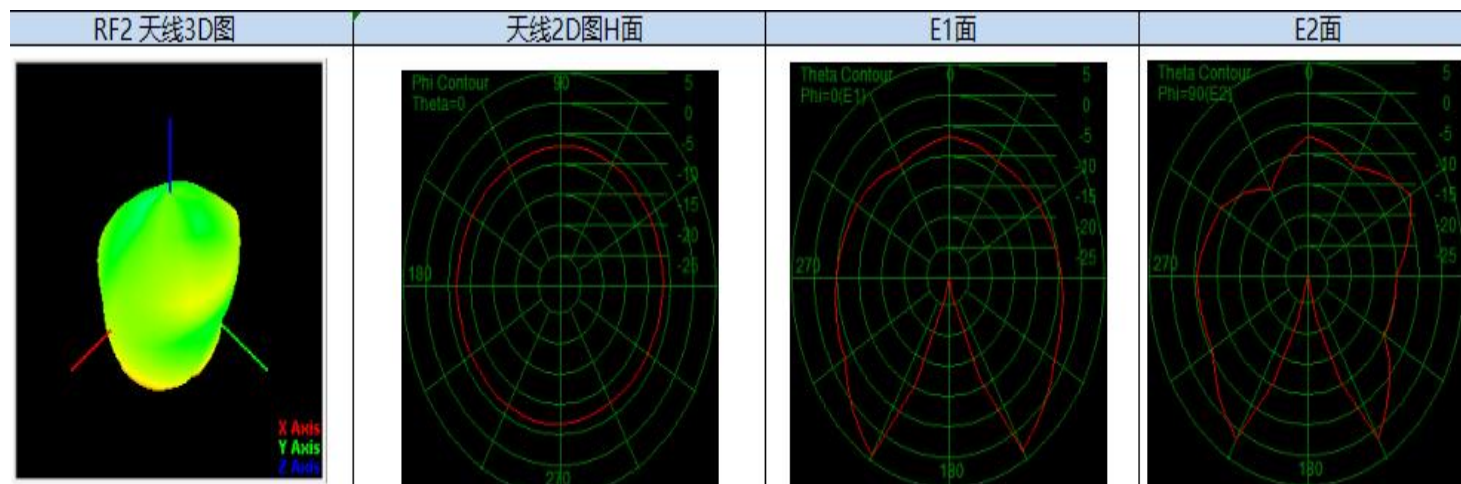 RF2 天线3D图
天线2D图H面
E1面
E2面
X Axis
Y Axis
Z Axis
Phi Contour
Theta=0
90
180
270
5
0
-5
-10
-15
-20
-25
Theta Contour
Phi=0(E1)
0
270
180
5
0
-5
-10
-15
-20
-25
Theta Contour
Phi=90(E2)
0
270
180
5
0
-5
-10
-15
-20
-25